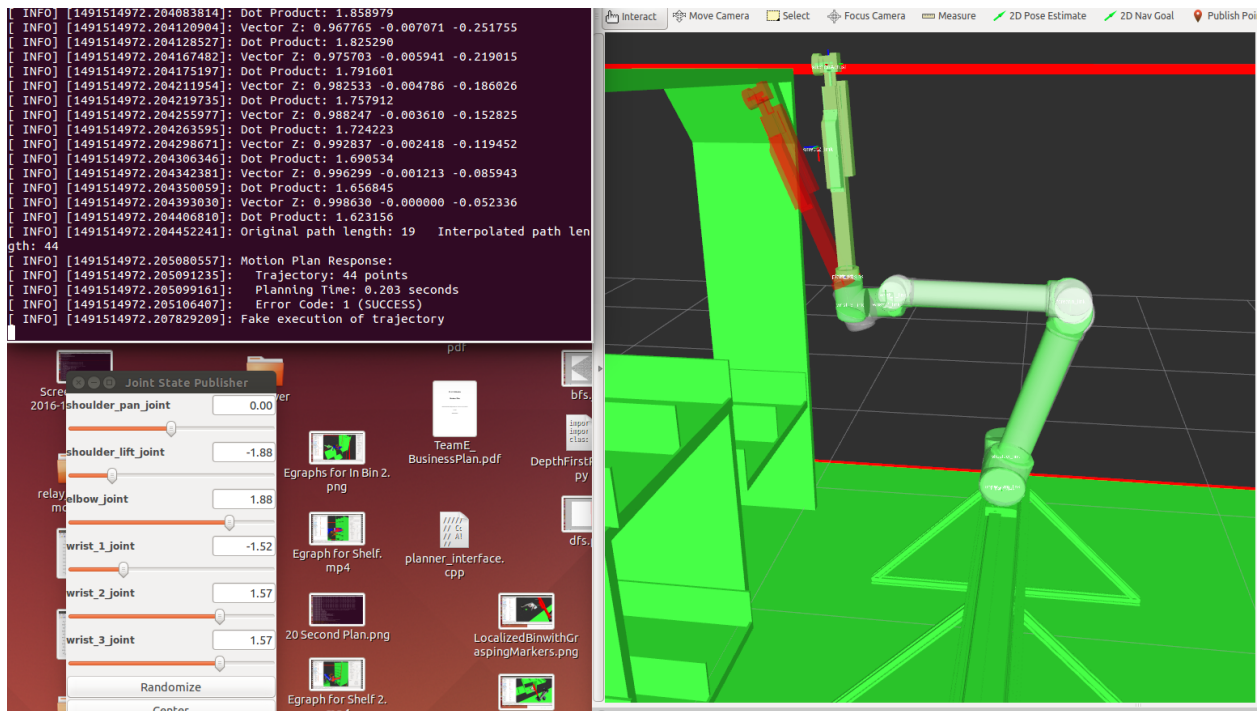 [ INFO] [1491514972.204083814]: Dot Product: 1.858979
[ INFO] [1491514972.204120904]: Vector Z: 0.967765 -0.007071 -0.251755
[ INFO] [1491514972.204128527]: Dot Product: 1.825290
[ INFO] [1491514972.204167482]: Vector Z: 0.975703 -0.005941 -0.219015
[ INFO] [1491514972.204175197]: Dot Product: 1.791601
[ INFO] [1491514972.204211954]: Vector Z: 0.982533 -0.004786 -0.186026
[ INFO] [1491514972.204219735]: Dot Product: 1.757912
[ INFO] [1491514972.204255977]: Vector Z: 0.988247 -0.003610 -0.152825
[ INFO] [1491514972.204263595]: Dot Product: 1.724223
[ INFO] [1491514972.204298671]: Vector Z: 0.992837 -0.002418 -0.119452
[ INFO] [1491514972.204306346]: Dot Product: 1.690534
[ INFO] [1491514972.204342381]: Vector Z: 0.996299 -0.001213 -0.085943
[ INFO] [1491514972.204350059]: Dot Product: 1.656845
[ INFO] [1491514972.204393030]: Vector Z: 0.998630 -0.000000 -0.052336
[ INFO] [1491514972.204406810]: Dot Product: 1.623156
[ INFO] [1491514972.204452241]: Original path length: 19   Interpolated path len
gth: 44
[ INFO] [1491514972.205080557]: Motion Plan Response:
[ INFO] [1491514972.205091235]:   Trajectory: 44 points
[ INFO] [1491514972.205099161]:   Planning Time: 0.203 seconds
[ INFO] [1491514972.205106407]:   Error Code: 1 (SUCCESS)
[ INFO] [1491514972.207829209]: Fake execution of trajectory
Interact Move Camera Select Focus Camera Measure 2D Pose Estimate 2D Nav Goal Publish Poi
pdf
Scree
2016-1
relay
mo
Joint State Publisher
shoulder_pan_joint 0.00
shoulder_lift_joint -1.88
elbow_joint 1.88
wrist_1_joint -1.52
wrist_2_joint 1.57
wrist_3_joint 1.57
Randomize
Center
ver
Egraphs for In Bin 2.
png
Egraph for Shelf.
mp4
20 Second Plan.png
Egraph for Shelf 2.
TeamE_
BusinessPlan.pdf
planner_interface.
cpp
LocalizedBinwithGr
aspingMarkers.png
bfs.
impor
impor
class
DepthFirst
py
dfs.